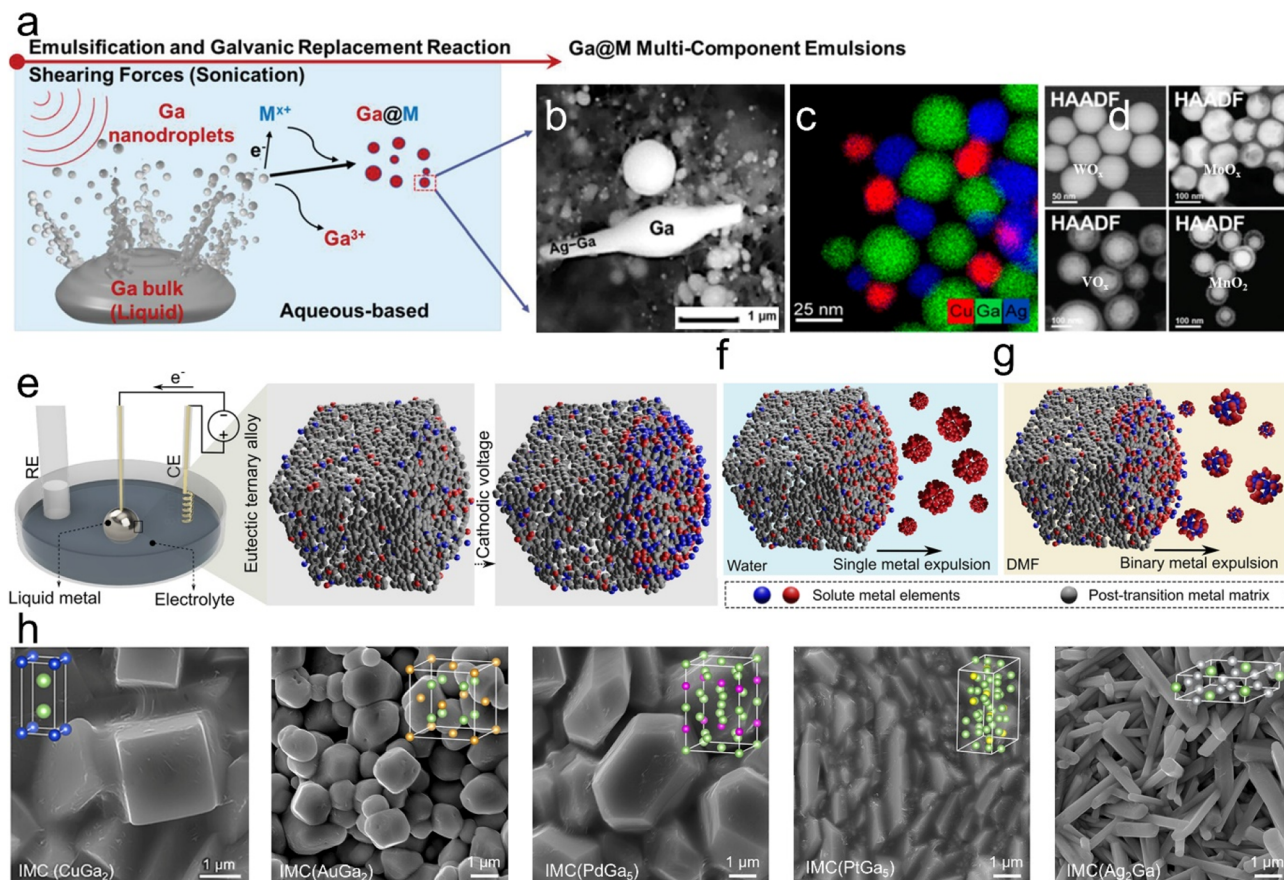 a
Emulsification and Galvanic Replacement Reaction
Ga@M Multi-Component Emulsions
Shearing Forces (Sonication)
Ga
nanodroplets
Mˣ⁺
e⁻
Ga@M
Ga³⁺
Ga bulk
(Liquid)
Aqueous-based
b
Ag–Ga
Ga
1 µm
c
25 nm
Cu Ga Ag
d
HAADF
WOₓ
50 nm
HAADF
MoOₓ
100 nm
HAADF
VOₓ
100 nm
HAADF
MnO₂
100 nm
e
e⁻
−
+
RE
CE
Liquid metal
Electrolyte
Eutectic ternary alloy
Cathodic voltage
f
Water
Single metal expulsion
g
DMF
Binary metal expulsion
Solute metal elements
Post-transition metal matrix
h
IMC (CuGa₂)
1 µm
IMC(AuGa₂)
1 µm
IMC(PdGa₅)
1 µm
IMC(PtGa₅)
1 µm
IMC(Ag₂Ga)
1 µm